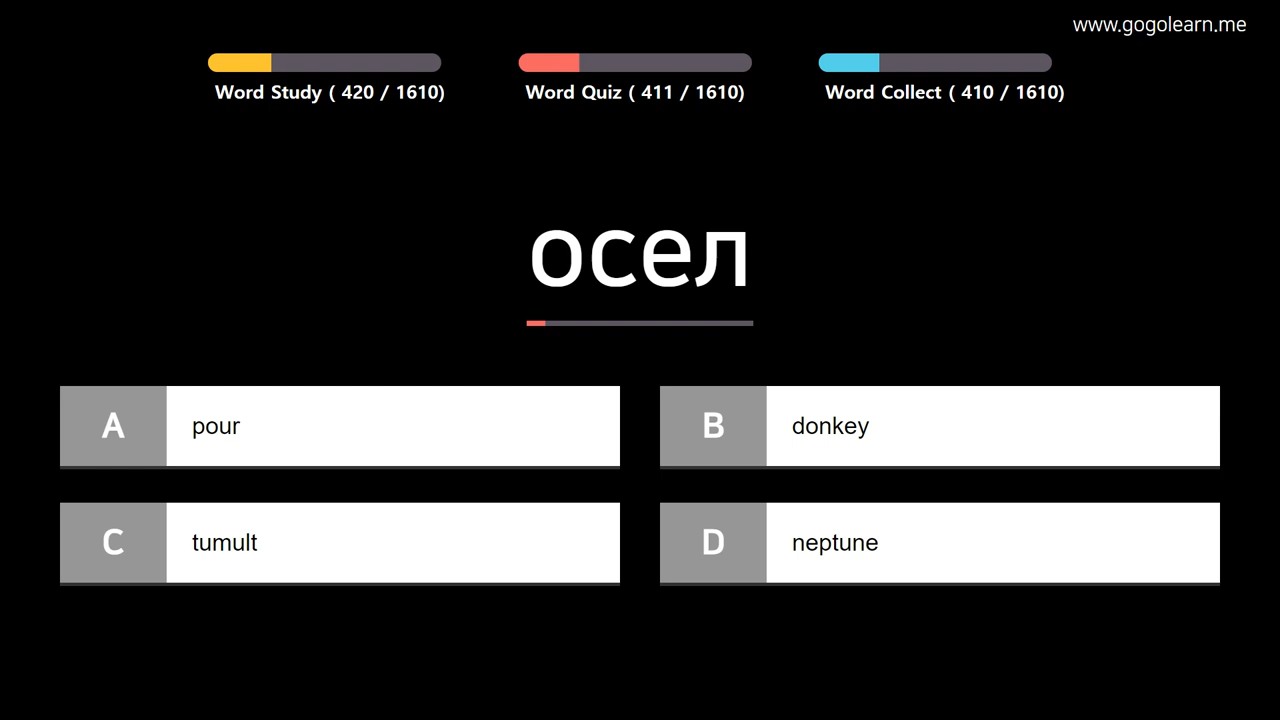 www.gogolearn.me
Word Study ( 420 / 1610)
Word Quiz ( 411 / 1610)
Word Collect ( 410 / 1610)
осел
A pour
B donkey
C tumult
D neptune